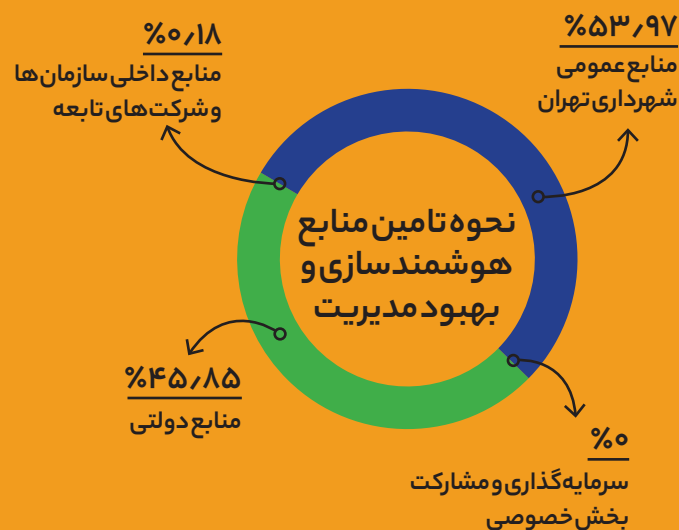 %۵۳٫۹۷
منابع عمومی
شهرداری تهران
%۰٫۱۸
منابع داخلی سازمان‌ها
و شرکت‌های تابعه
نحوه تامین منابع
هوشمندسازی و
بهبود مدیریت
%۴۵٫۸۵
منابع دولتی
%۰
سرمایه‌گذاری و مشارکت
بخش خصوصی